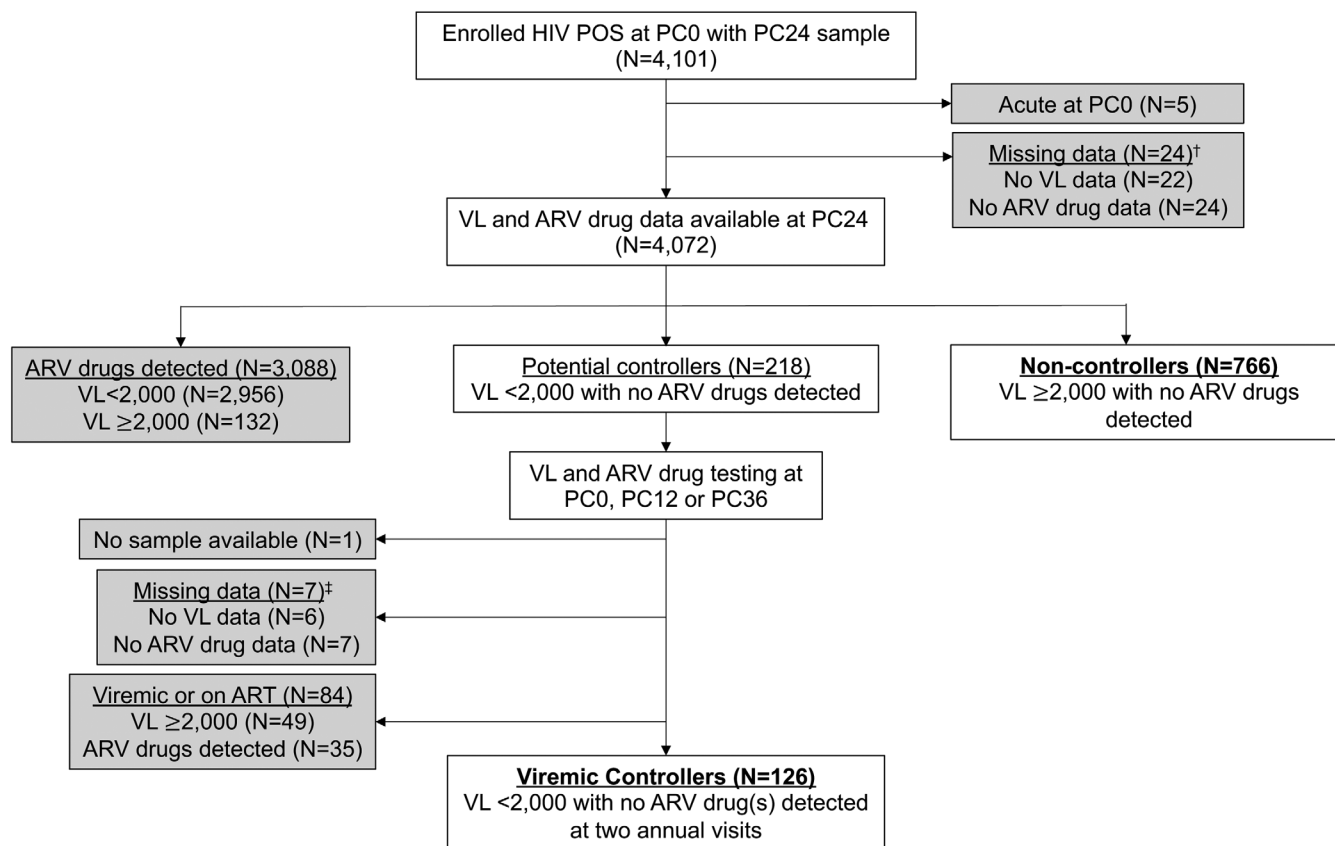 Enrolled HIV POS at PC0 with PC24 sample
(N=4,101)
Acute at PC0 (N=5)
Missing data (N=24)†
No VL data (N=22)
No ARV drug data (N=24)
VL and ARV drug data available at PC24
(N=4,072)
ARV drugs detected (N=3,088)
VL<2,000 (N=2,956)
VL ≥2,000 (N=132)
Potential controllers (N=218)
VL <2,000 with no ARV drugs detected
Non-controllers (N=766)
VL ≥2,000 with no ARV drugs
detected
VL and ARV drug testing at
PC0, PC12 or PC36
No sample available (N=1)
Missing data (N=7)‡
No VL data (N=6)
No ARV drug data (N=7)
Viremic or on ART (N=84)
VL ≥2,000 (N=49)
ARV drugs detected (N=35)
Viremic Controllers (N=126)
VL <2,000 with no ARV drug(s) detected
at two annual visits